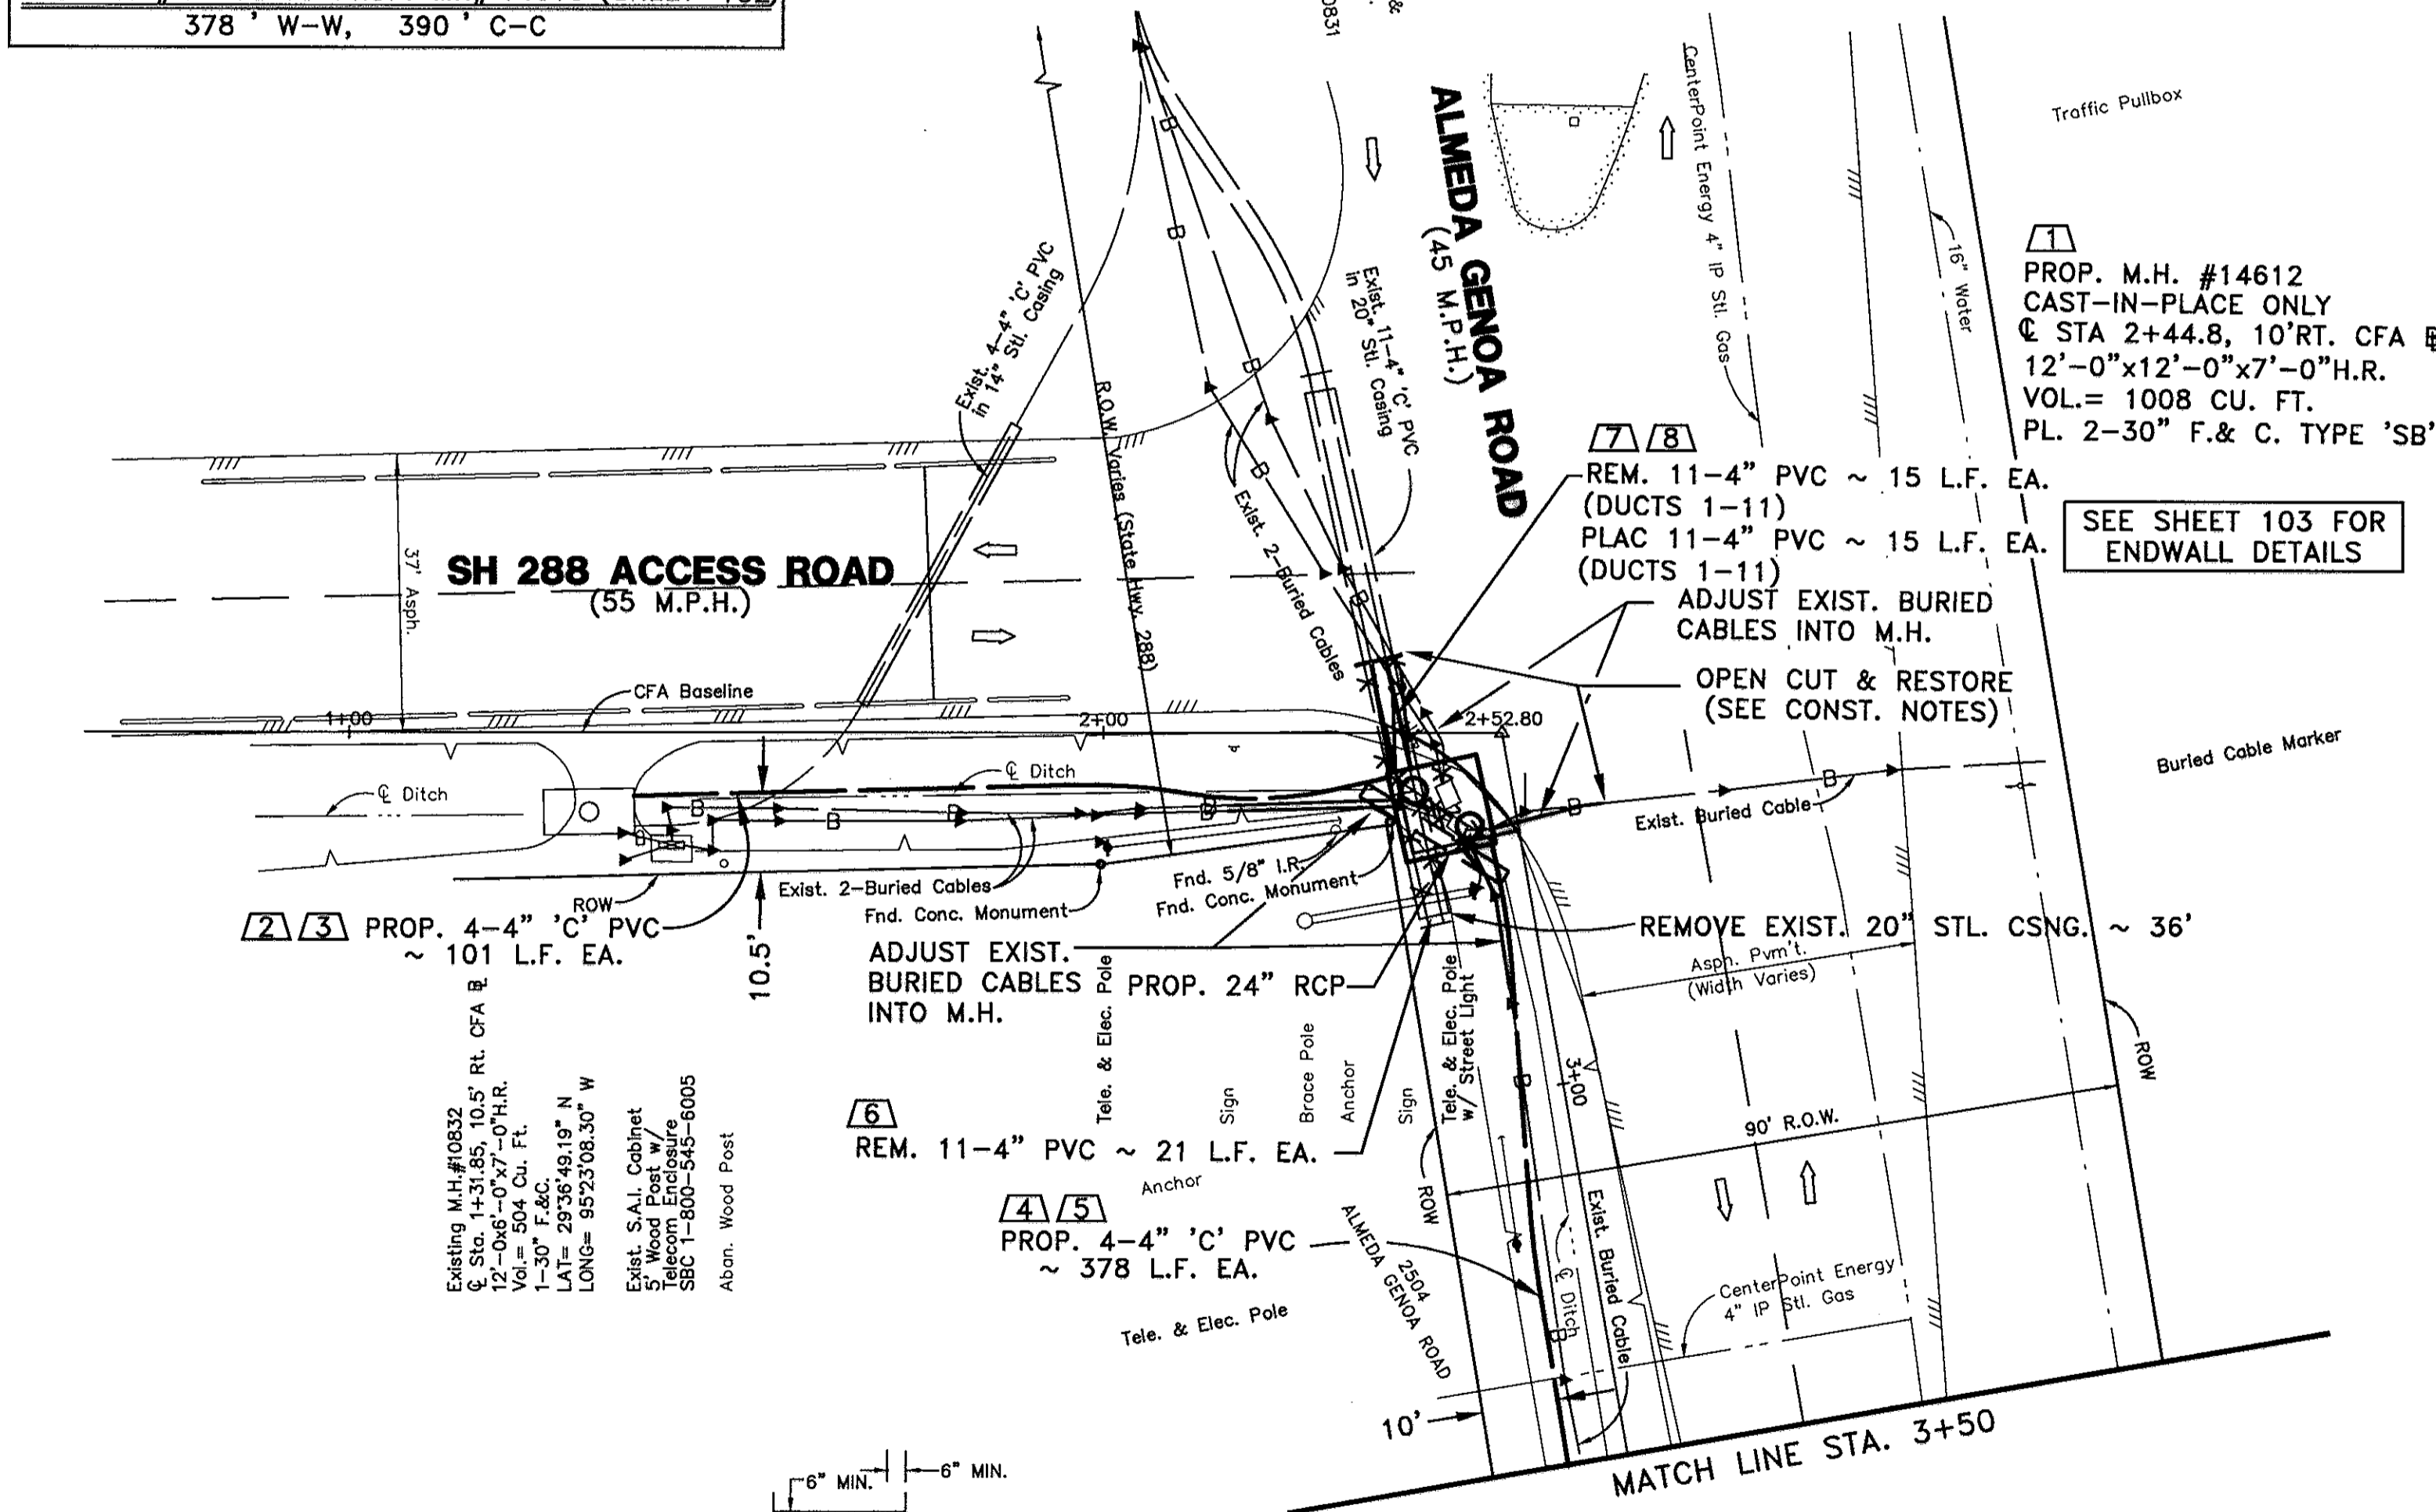 378 ' W-W, 390 ' C-C
&
0831
Traffic Pullbox
CenterPoint Energy 4" IP Stl. Gas
16" Water
ALMEDA GENOA ROAD
(45 M.P.H.)
Exist. 11-4" 'C' PVC
in 20" Stl. Casing
Exist. 4-4" 'C' PVC
in 14" Stl. Casing
R.O.W. Varies (State Hwy. 288)
1
PROP. M.H. #14612
CAST-IN-PLACE ONLY
℄ STA 2+44.8, 10'RT. CFA
12'-0"x12'-0"x7'-0"H.R.
VOL.= 1008 CU. FT.
PL. 2-30" F.& C. TYPE 'SB'
7 8
REM. 11-4" PVC ~ 15 L.F. EA.
(DUCTS 1-11)
PLAC 11-4" PVC ~ 15 L.F. EA.
(DUCTS 1-11)
SEE SHEET 103 FOR
ENDWALL DETAILS
ADJUST EXIST. BURIED
CABLES INTO M.H.
OPEN CUT & RESTORE
(SEE CONST. NOTES)
37' Asph.
SH 288 ACCESS ROAD
(55 M.P.H.)
Exist. 2-Buried Cables
CFA Baseline
1+00
2+00
2+52.80
℄ Ditch
℄ Ditch
Buried Cable Marker
Exist. Buried Cable
ROW
Exist. 2-Buried Cables
Fnd. Conc. Monument
Fnd. 5/8" I.R.
Fnd. Conc. Monument
2 3 PROP. 4-4" 'C' PVC
~ 101 L.F. EA.
10.5'
ADJUST EXIST.
BURIED CABLES
INTO M.H.
PROP. 24" RCP
REMOVE EXIST. 20" STL. CSNG. ~ 36'
Asph. Pvm't.
(Width Varies)
Existing M.H.#10832
℄ Sta. 1+31.85, 10.5' Rt. CFA
12'-0x6'-0"x7'-0"H.R.
Vol.= 504 Cu. Ft.
1-30" F.&C.
LAT= 29°36'49.19" N
LONG= 95°23'08.30" W
Exist. S.A.I. Cabinet
5' Wood Post w/
Telecom Enclosure
SBC 1-800-545-6005
Aban. Wood Post
Tele. & Elec. Pole
Sign
Brace Pole
Anchor
Sign
Tele. & Elec. Pole
w/ Street Light
3+00
ROW
90' R.O.W.
6
REM. 11-4" PVC ~ 21 L.F. EA.
Anchor
4 5
PROP. 4-4" 'C' PVC
~ 378 L.F. EA.
Tele. & Elec. Pole
ROW
2504
ALMEDA GENOA ROAD
℄ Ditch
Exist. Buried Cable
CenterPoint Energy
4" IP Stl. Gas
10'
MATCH LINE STA. 3+50
6" MIN.
6" MIN.